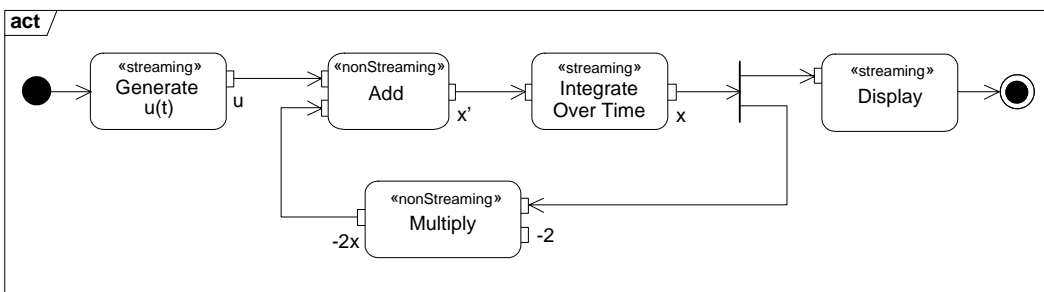 act
«streaming»
Generate
u(t)
u
«nonStreaming»
Add
x’
«streaming»
Integrate
Over Time
x
«streaming»
Display
«nonStreaming»
Multiply
-2x
-2